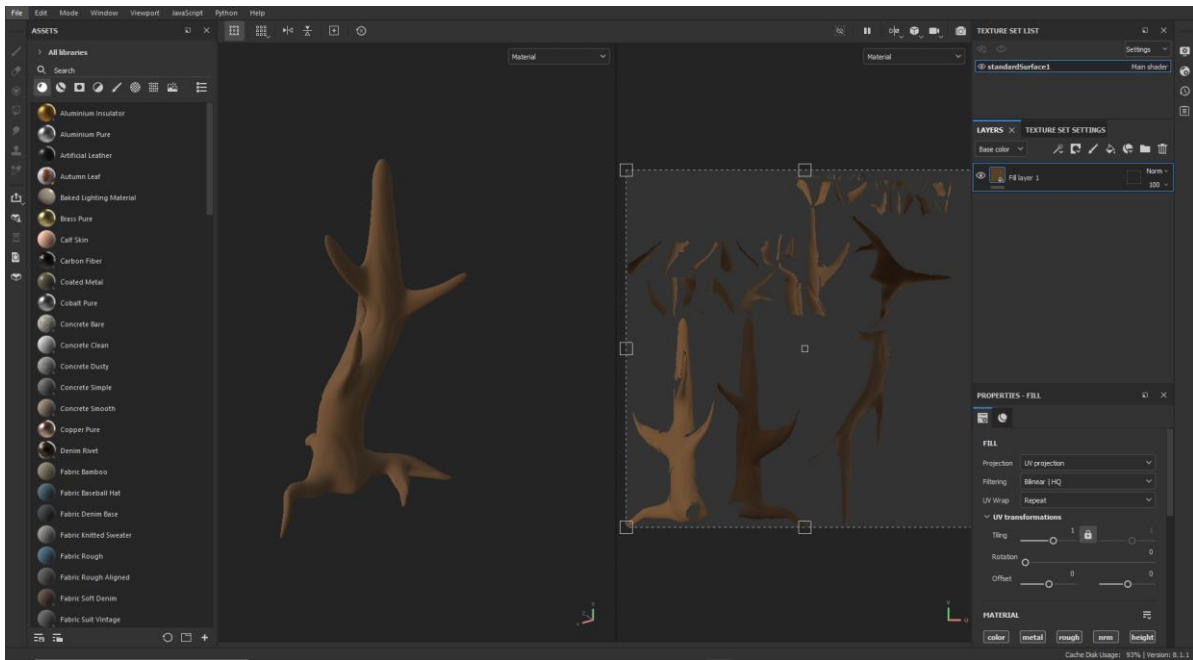 File Edit Mode Window Viewport JavaScript Python Help
ASSETS
All libraries
Search
Aluminium Insulator
Aluminium Pure
Artificial Leather
Autumn Leaf
Baked Lighting Material
Brass Pure
Calf Skin
Carbon Fiber
Coated Metal
Cobalt Pure
Concrete Bare
Concrete Clean
Concrete Dusty
Concrete Simple
Concrete Smooth
Copper Pure
Denim Rivet
Fabric Bamboo
Fabric Baseball Hat
Fabric Denim Base
Fabric Knitted Sweater
Fabric Rough
Fabric Rough Aligned
Fabric Soft Denim
Fabric Suit Vintage
Material
Material
TEXTURE SET LIST
Settings
standardSurface1 Main shader
LAYERS TEXTURE SET SETTINGS
Base color
Fill layer 1 Norm
100
PROPERTIES - FILL
FILL
Projection UV projection
Filtering Bilinear | HQ
UV Wrap Repeat
UV transformations
Tiling 1 1
Rotation 0
Offset 0 0
MATERIAL
color metal rough nrm height
Cache Disk Usage: 93% | Version: 8.1.1